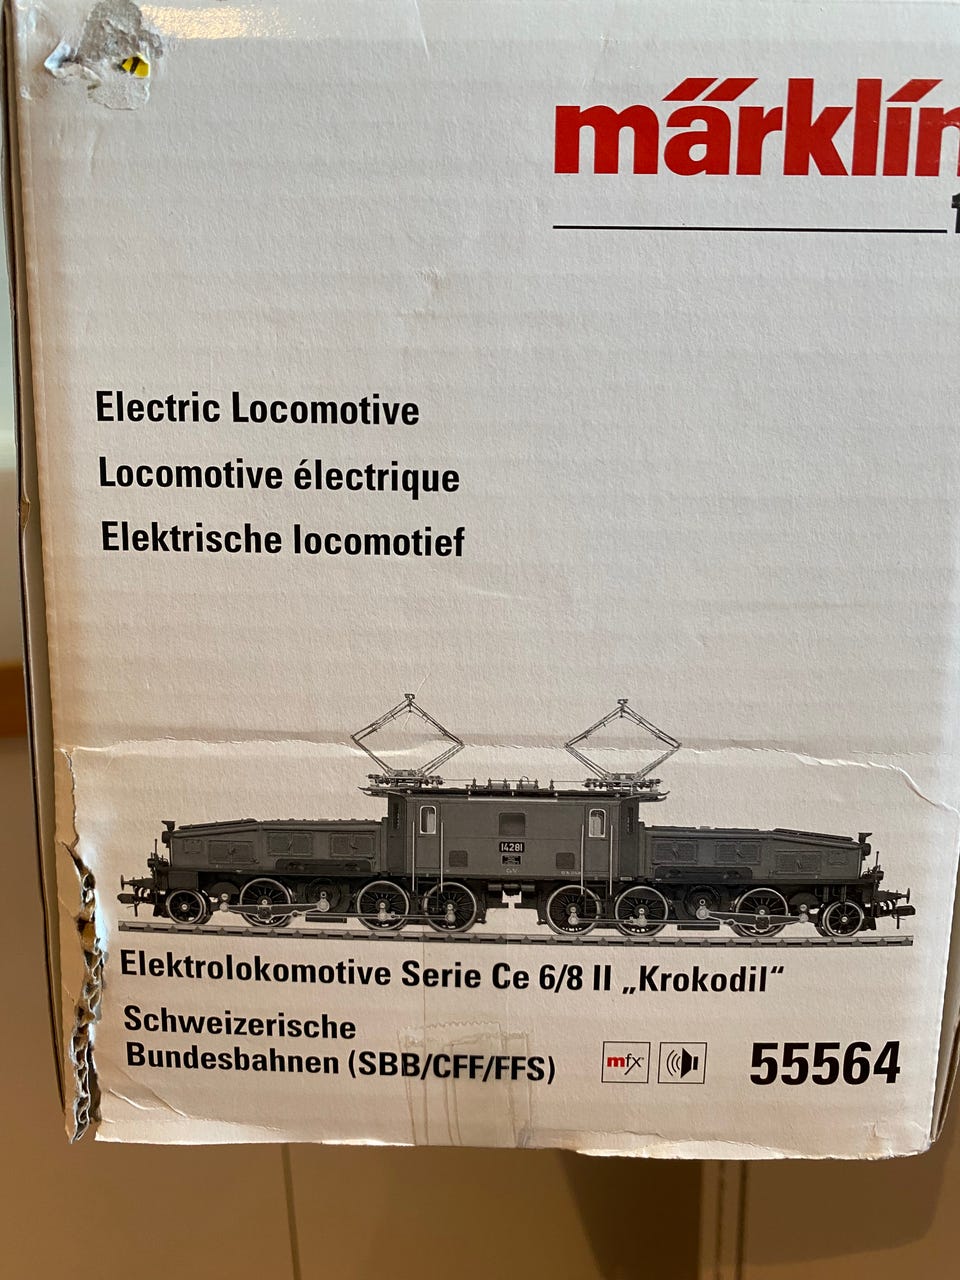 märklin
1
Electric Locomotive
Locomotive électrique
Elektrische locomotief
14281
Elektrolokomotive Serie Ce 6/8 II „Krokodil“
Schweizerische
Bundesbahnen (SBB/CFF/FFS)
mfx
55564